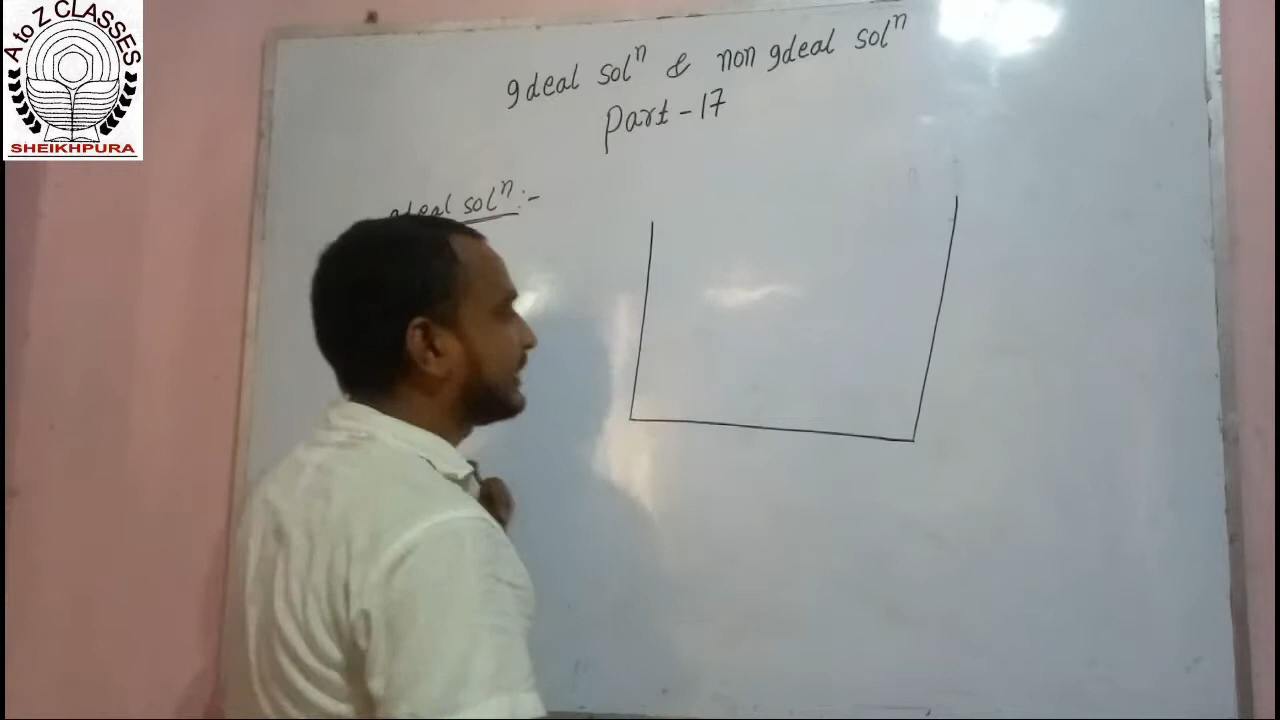 A to Z CLASSES
SHEIKHPURA
Ideal solⁿ & non Ideal solⁿ
Part - 17
Ideal solⁿ :-